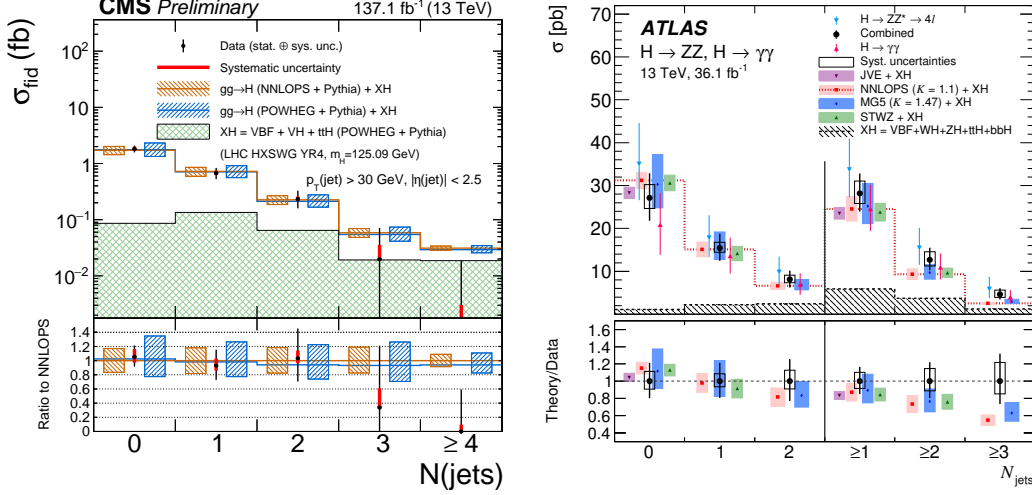 CMS Preliminary 137.1 fb⁻¹ (13 TeV)
σfid (fb)
10²
10
1
10⁻¹
10⁻²
Data (stat. ⊕ sys. unc.)
Systematic uncertainty
gg→H (NNLOPS + Pythia) + XH
gg→H (POWHEG + Pythia) + XH
XH = VBF + VH + ttH (POWHEG + Pythia)
(LHC HXSWG YR4, mH=125.09 GeV)
pT(jet) > 30 GeV, |η(jet)| < 2.5
Ratio to NNLOPS
1.4
1.2
1
0.8
0.6
0.4
0.2
0
0 1 2 3 ≥ 4
N(jets)
σ [pb]
70
60
50
40
30
20
10
ATLAS
H → ZZ, H → γγ
13 TeV, 36.1 fb⁻¹
H → ZZ* → 4l
Combined
H → γγ
Syst. uncertainties
JVE + XH
NNLOPS (K = 1.1) + XH
MG5 (K = 1.47) + XH
STWZ + XH
XH = VBF+WH+ZH+ttH+bbH
Theory/Data
1.6
1.4
1.2
1.0
0.8
0.6
0.4
0 1 2 ≥1 ≥2 ≥3
Njets